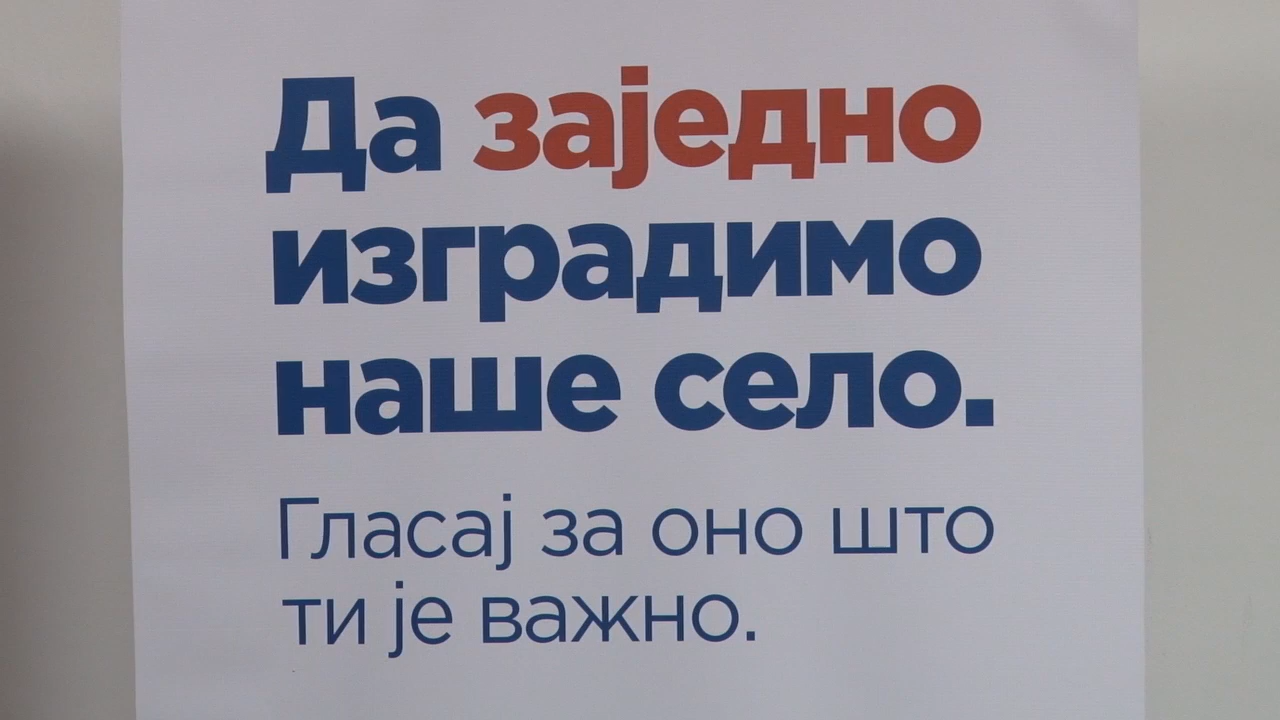 Да заједно
изградимо
наше село.
Гласај за оно што
ти је важно.